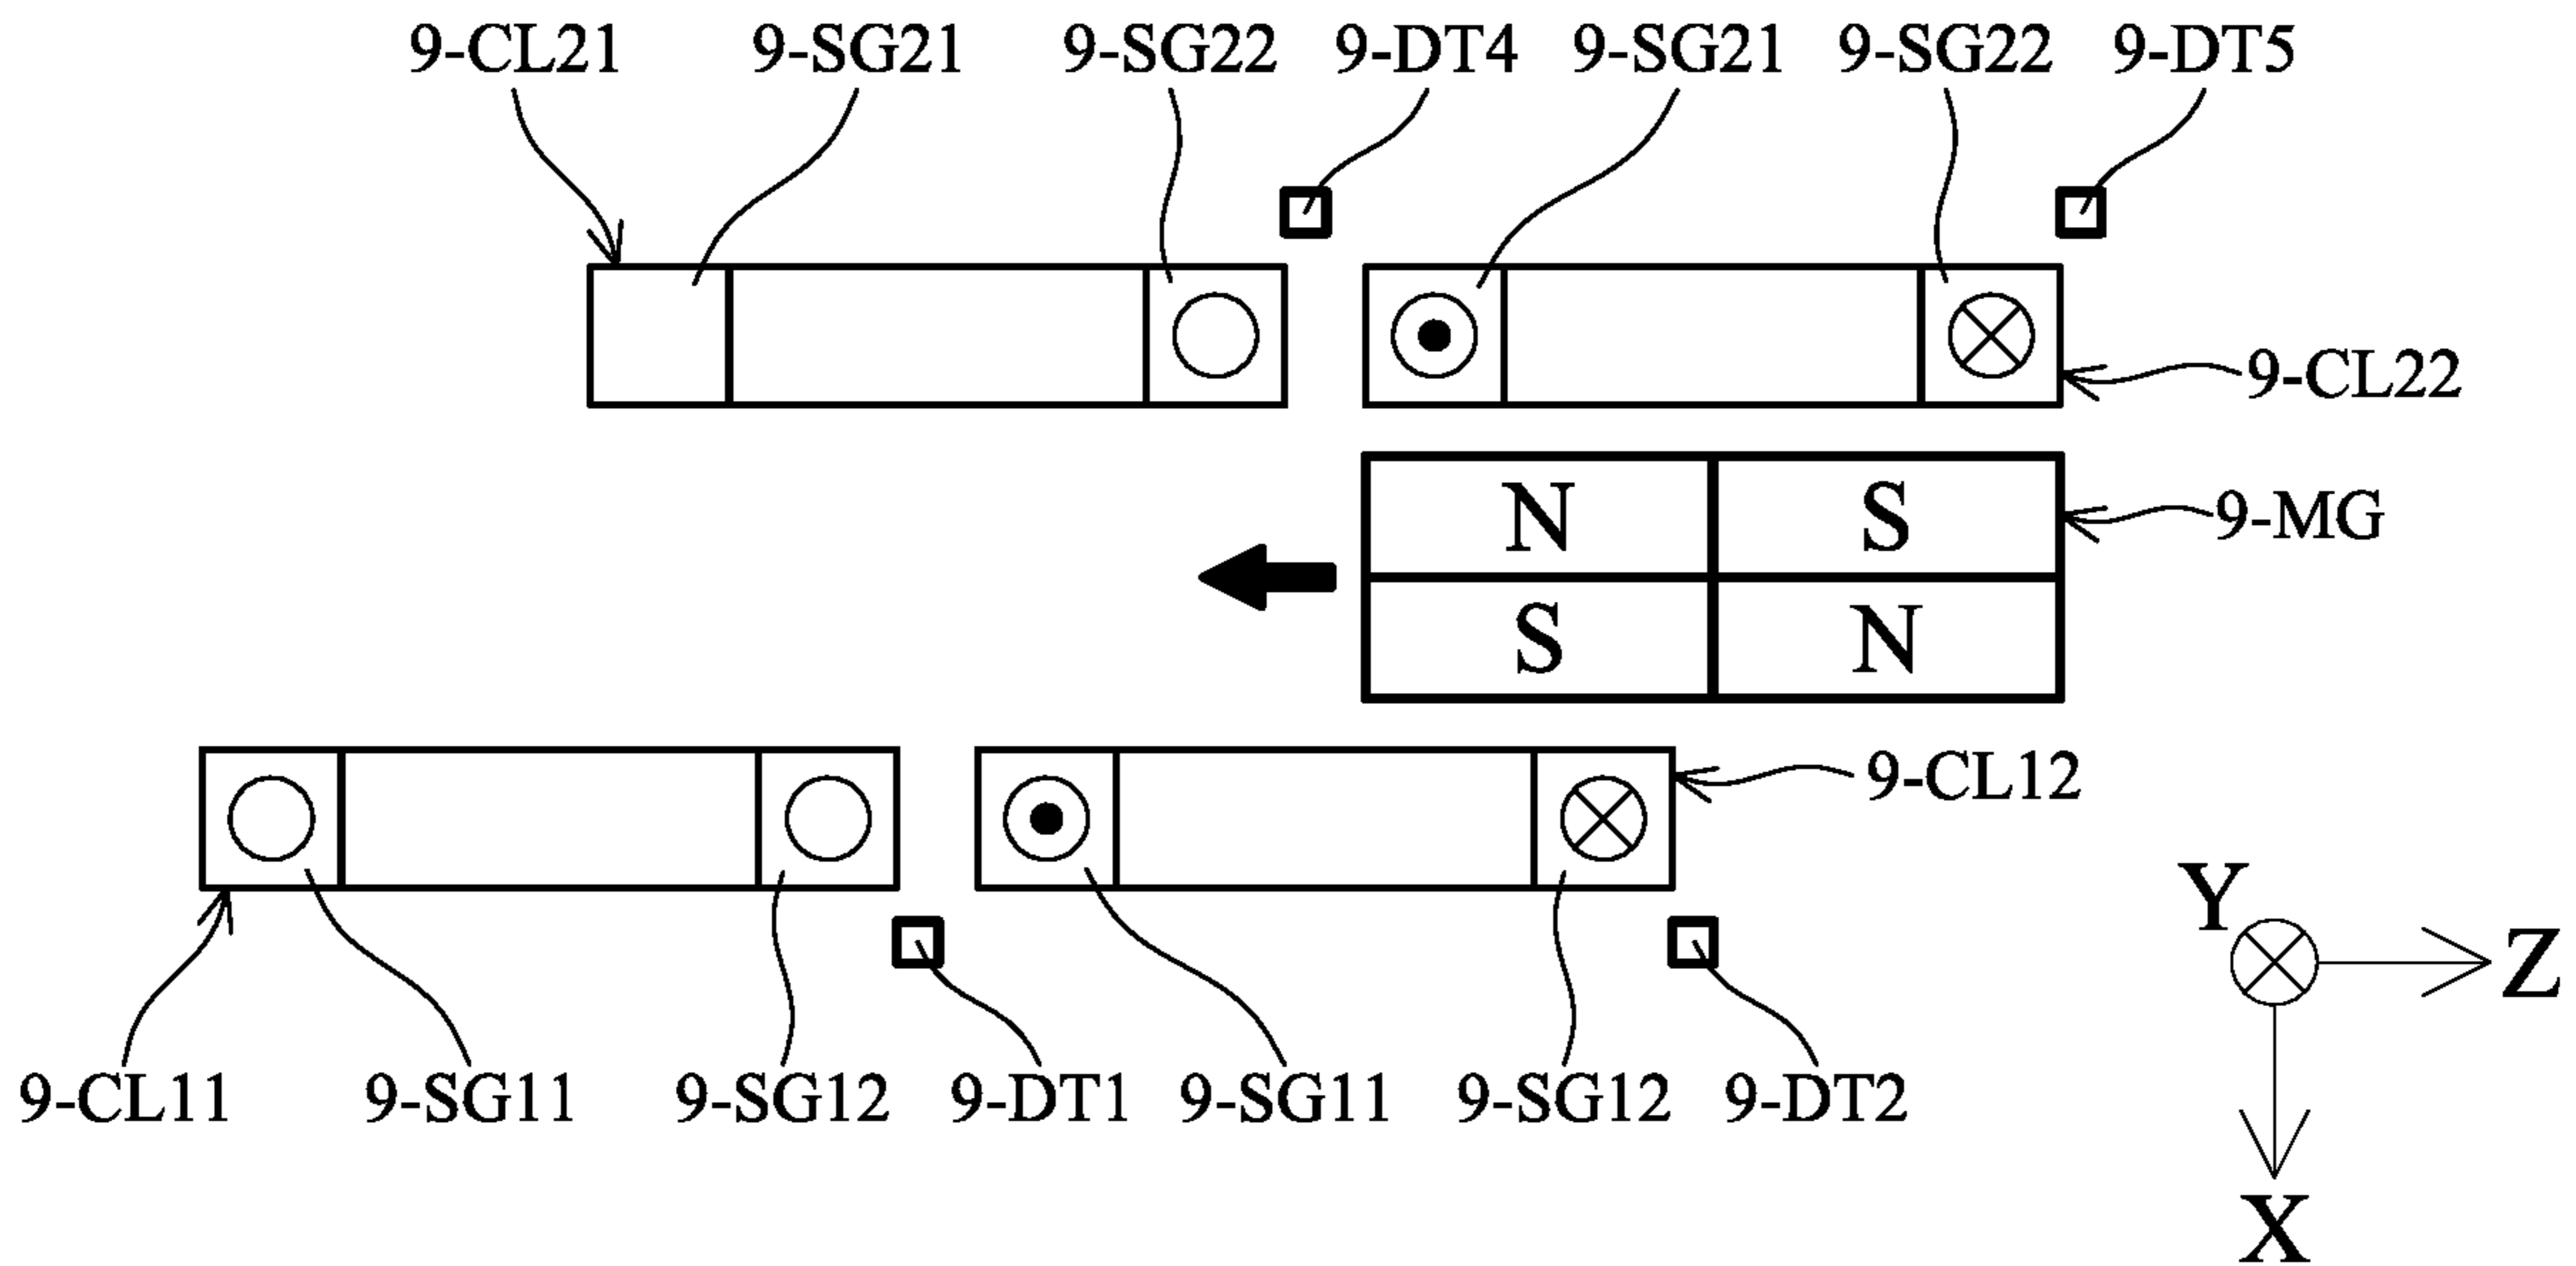 9-CL21 9-SG21 9-SG22 9-DT4 9-SG21 9-SG22 9-DT5
9-CL22
N S
9-MG
S N
9-CL12
Y
Z
9-CL11 9-SG11 9-SG12 9-DT1 9-SG11 9-SG12 9-DT2
X